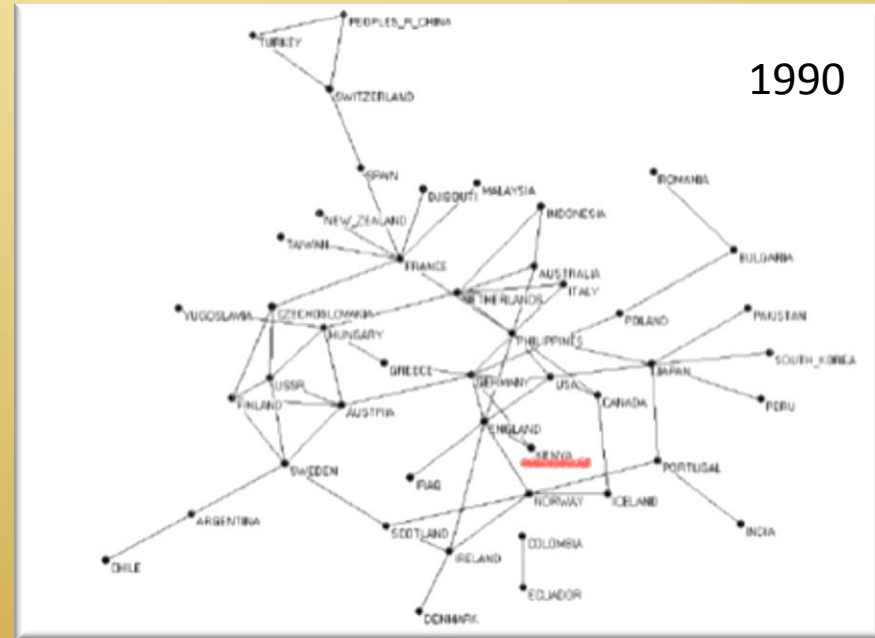 PEOPLES_R_CHINA
TURKEY
1990
SWITZERLAND
SPAIN
ROMANIA
DJIBOUTI
MALAYSIA
NEW_ZEALAND
INDONESIA
TAIWAN
FRANCE
BULGARIA
AUSTRALIA
ITALY
NETHERLANDS
YUGOSLAVIA
CZECHOSLOVAKIA
POLAND
PAKISTAN
HUNGARY
PHILIPPINES
SOUTH_KOREA
GREECE
JAPAN
USSR
GERMANY
USA
FINLAND
AUSTRIA
CANADA
PERU
ENGLAND
KENYA
SWEDEN
PORTUGAL
IRAQ
NORWAY
ICELAND
ARGENTINA
SCOTLAND
INDIA
COLOMBIA
IRELAND
CHILE
ECUADOR
DENMARK